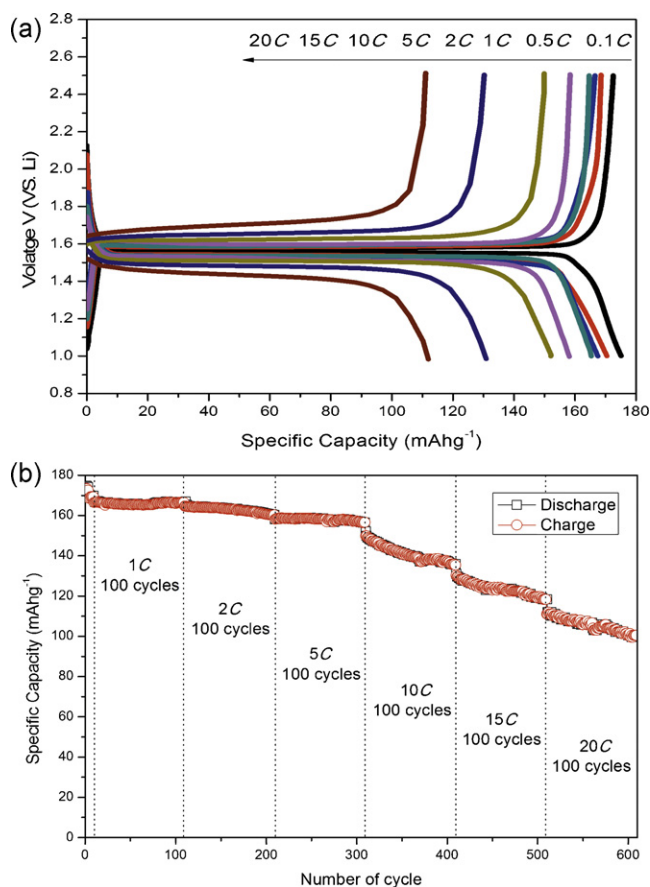 (a)
20C 15C 10C 5C 2C 1C 0.5C 0.1C
2.8
2.6
2.4
2.2
2.0
1.8
1.6
1.4
1.2
1.0
0.8
Volatge V (VS. Li)
0 20 40 60 80 100 120 140 160 180
Specific Capacity (mAhg⁻¹)
(b)
180
160
140
120
100
80
60
40
20
0
Specific Capacity (mAhg⁻¹)
Discharge
Charge
1C
100 cycles
2C
100 cycles
5C
100 cycles
10C
100 cycles
15C
100 cycles
20C
100 cycles
0 100 200 300 400 500 600
Number of cycle